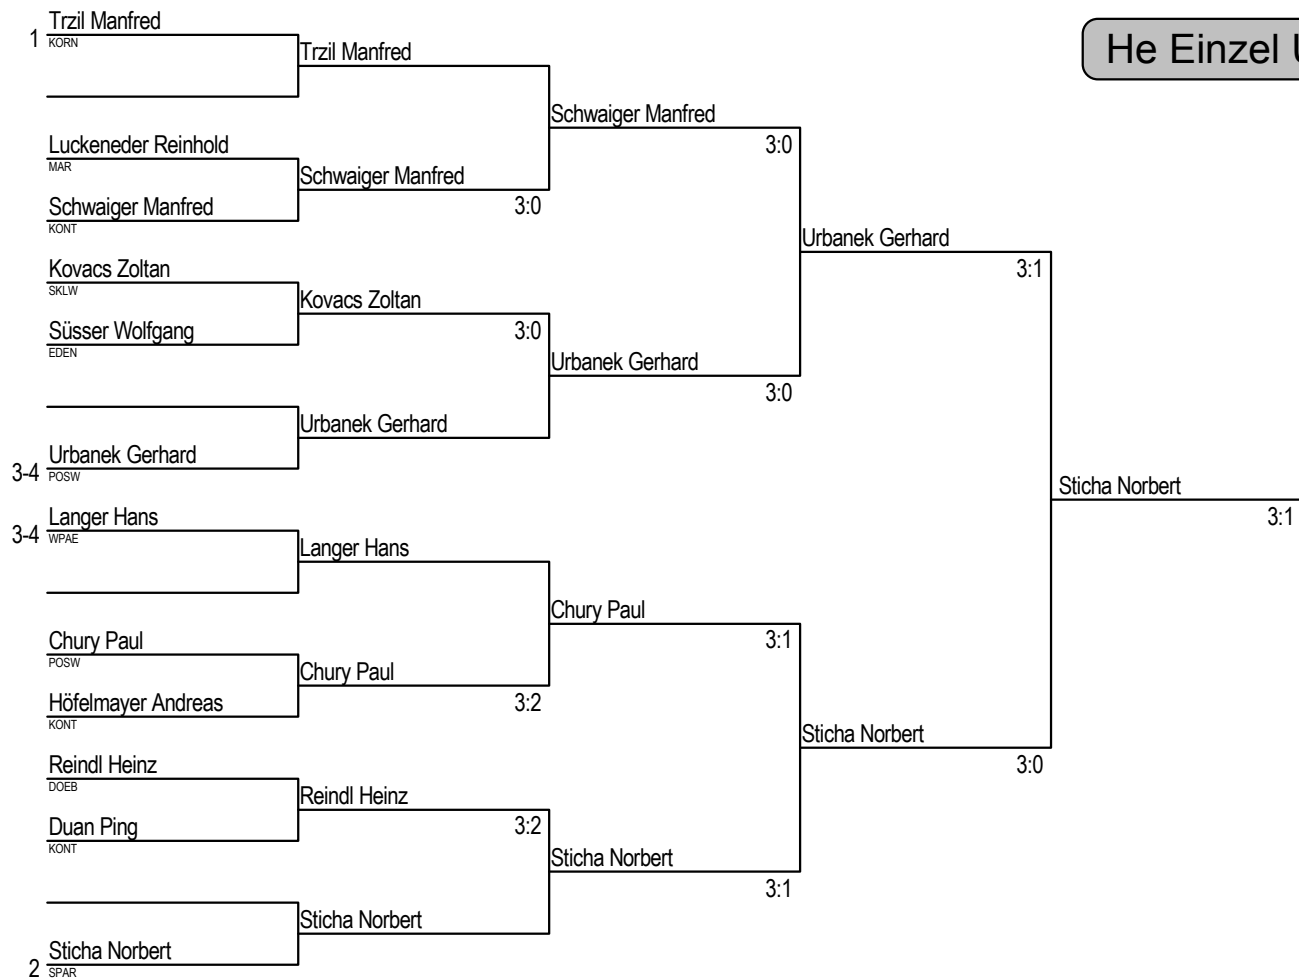 He Einzel U
Trzil Manfred
1 KORN
Trzil Manfred
Schwaiger Manfred
3:0
Luckeneder Reinhold
MAR
Schwaiger Manfred
3:0
Schwaiger Manfred
KONT
Urbanek Gerhard
3:1
Kovacs Zoltan
SKLW
Kovacs Zoltan
3:0
Süsser Wolfgang
EDEN
Urbanek Gerhard
3:0
Urbanek Gerhard
Urbanek Gerhard
3-4 POSW
Sticha Norbert
3:1
Langer Hans
3-4 WPAE
Langer Hans
Chury Paul
3:1
Chury Paul
POSW
Chury Paul
3:2
Höfelmayer Andreas
KONT
Sticha Norbert
3:0
Reindl Heinz
DOEB
Reindl Heinz
3:2
Duan Ping
KONT
Sticha Norbert
3:1
Sticha Norbert
Sticha Norbert
2 SPAR